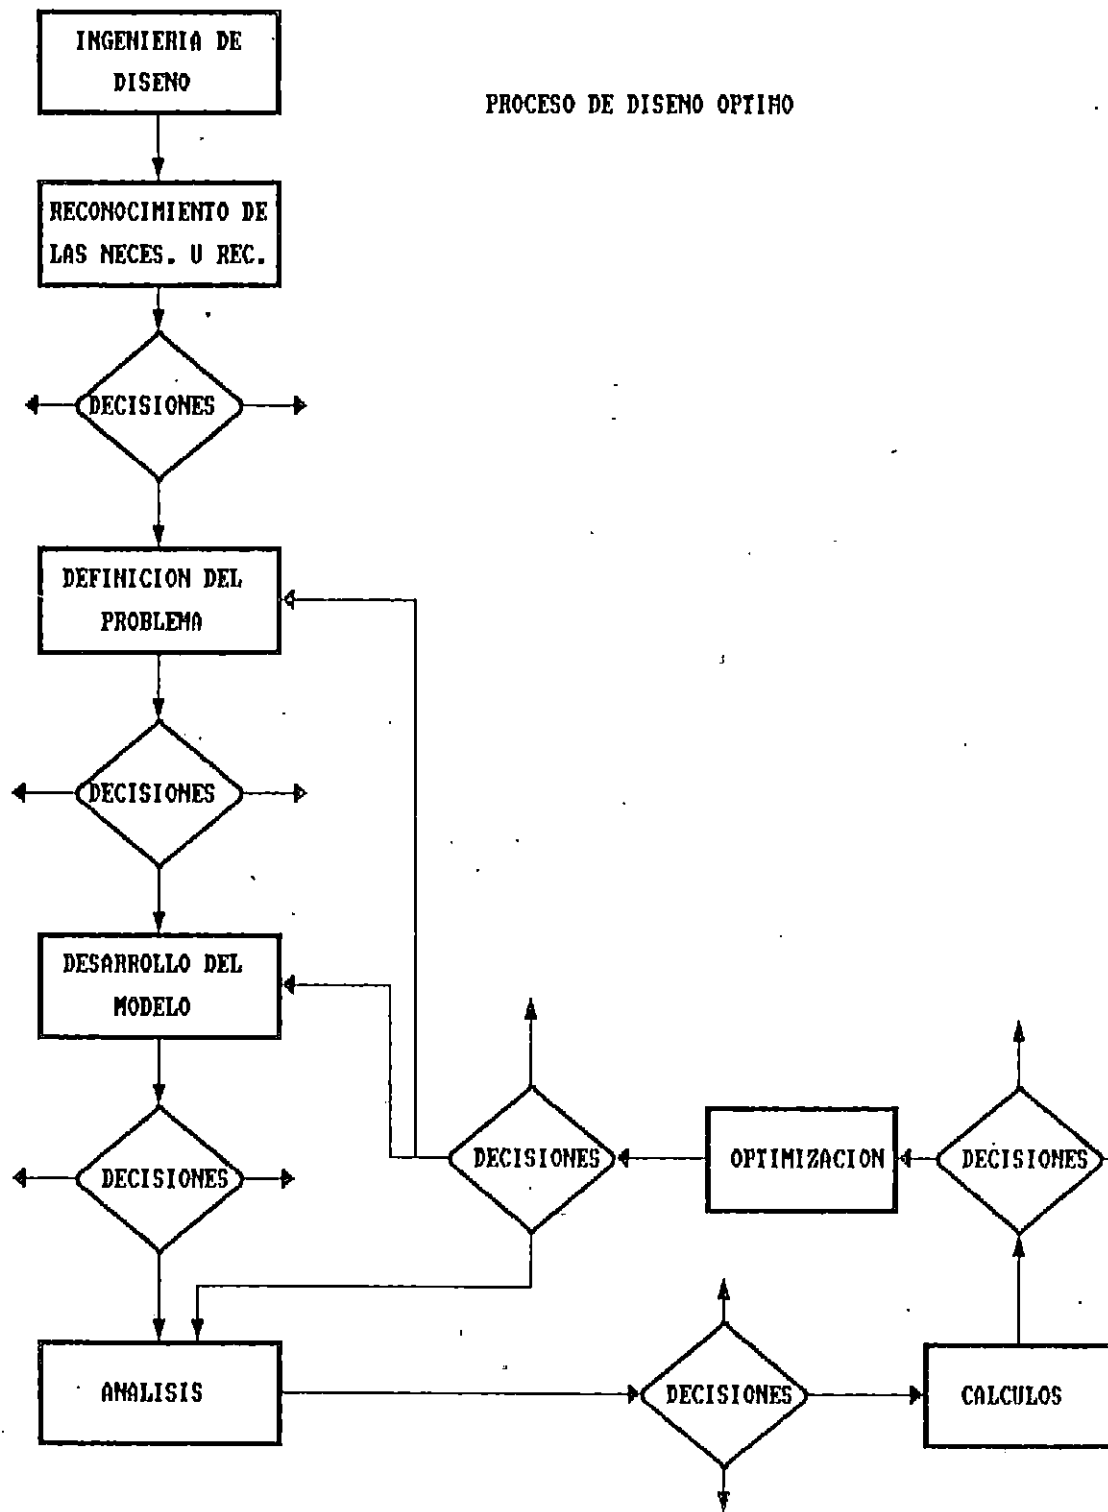 INGENIERIA DE
DISENO
PROCESO DE DISENO OPTIMO
RECONOCIMIENTO DE
LAS NECES. U REC.
DECISIONES
DEFINICION DEL
PROBLEMA
DECISIONES
DESARROLLO DEL
MODELO
DECISIONES
DECISIONES
OPTIMIZACION
DECISIONES
ANALISIS
DECISIONES
CALCULOS